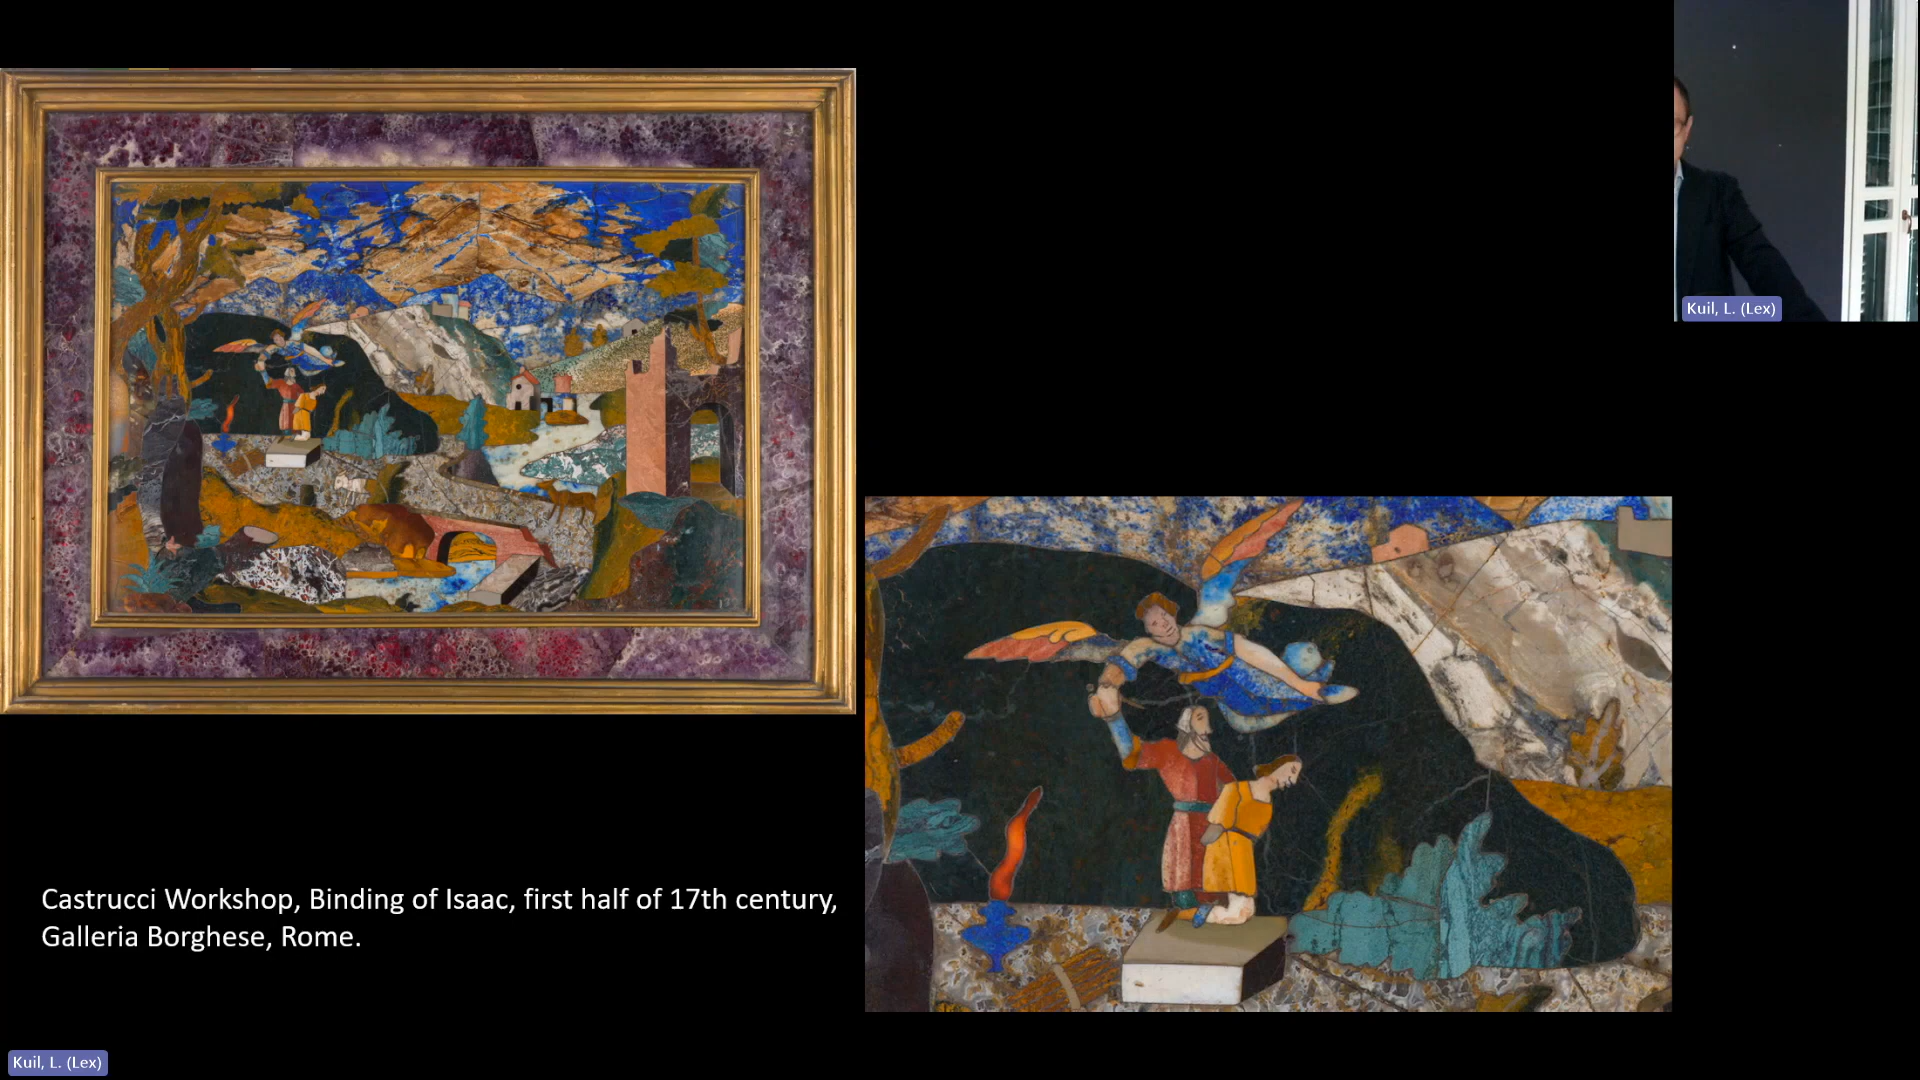 Kuil, L. (Lex)
Castrucci Workshop, Binding of Isaac, first half of 17th century,
Galleria Borghese, Rome.
Kuil, L. (Lex)